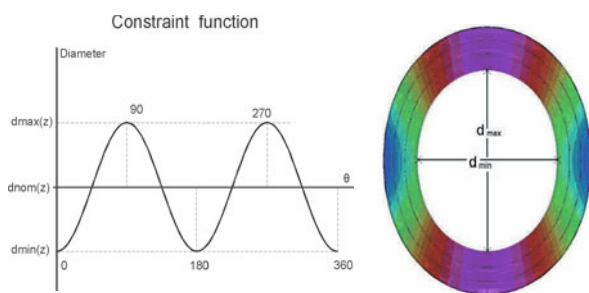 Constraint function
Diameter
90
270
dmax(z)
dnom(z)
θ
dmin(z)
0
180
360
dmax
dmin